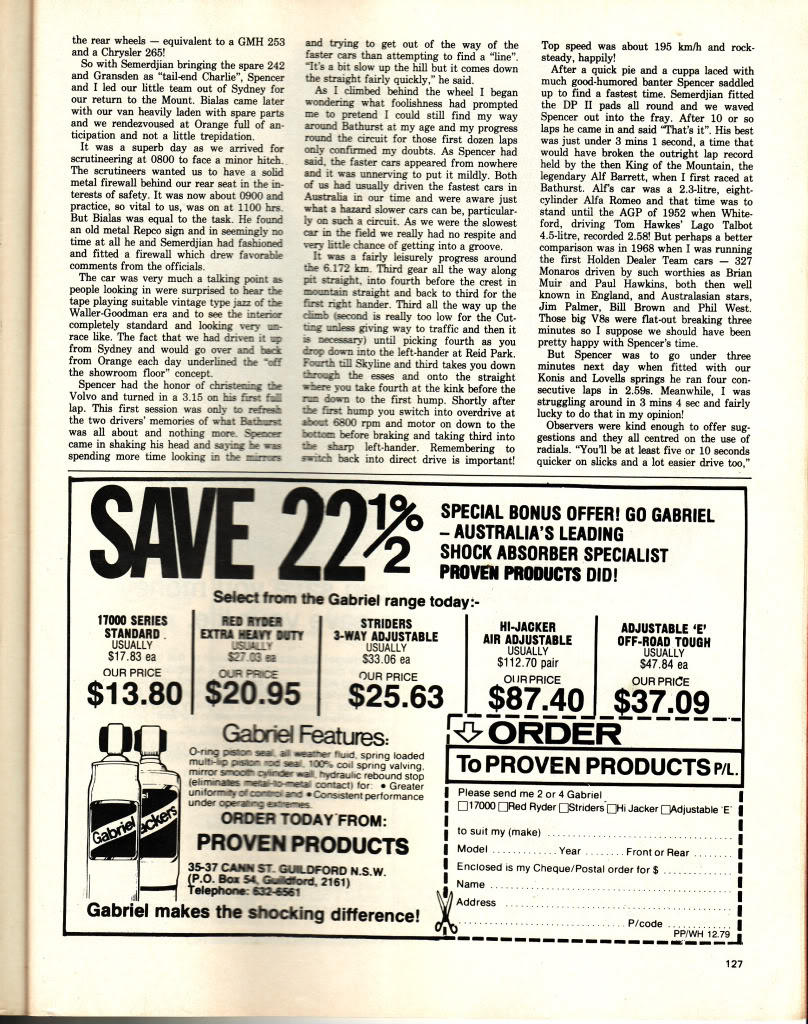 the rear wheels — equivalent to a GMH 253
and a Chrysler 265!
So with Semerdjian bringing the spare 242
and Gransden as “tail-end Charlie”, Spencer
and I led our little team out of Sydney for
our return to the Mount. Bialas came later
with our van heavily laden with spare parts
and we rendezvoused at Orange full of an-
ticipation and not a little trepidation.
It was a superb day as we arrived for
scrutineering at 0800 to face a minor hitch.
The scrutineers wanted us to have a solid
metal firewall behind our rear seat in the in-
terests of safety. It was now about 0900 and
practice, so vital to us, was on at 1100 hrs.
But Bialas was equal to the task. He found
an old metal Repco sign and in seemingly no
time at all he and Semerdjian had fashioned
and fitted a firewall which drew favorable
comments from the officials.
The car was very much a talking point as
people looking in were surprised to hear the
tape playing suitable vintage type jazz of the
Waller-Goodman era and to see the interior
completely standard and looking very un-
race like. The fact that we had driven it up
from Sydney and would go over and back
from Orange each day underlined the “off
the showroom floor” concept.
Spencer had the honor of christening the
Volvo and turned in a 3.15 on his first full
lap. This first session was only to refresh
the two drivers’ memories of what Bathurst
was all about and nothing more. Spencer
came in shaking his head and saying he was
spending more time looking in the mirrors
and trying to get out of the way of the
faster cars than attempting to find a “line”.
“It’s a bit slow up the hill but it comes down
the straight fairly quickly,” he said.
As I climbed behind the wheel I began
wondering what foolishness had prompted
me to pretend I could still find my way
around Bathurst at my age and my progress
round the circuit for those first dozen laps
only confirmed my doubts. As Spencer had
said, the faster cars appeared from nowhere
and it was unnerving to put it mildly. Both
of us had usually driven the fastest cars in
Australia in our time and were aware just
what a hazard slower cars can be, particular-
ly on such a circuit. As we were the slowest
car in the field we really had no respite and
very little chance of getting into a groove.
It was a fairly leisurely progress around
the 6.172 km. Third gear all the way along
pit straight, into fourth before the crest in
mountain straight and back to third for the
first right hander. Third all the way up the
climb (second is really too low for the Cut-
ting unless giving way to traffic and then it
is necessary) until picking fourth as you
drop down into the left-hander at Reid Park.
Fourth till Skyline and third takes you down
through the esses and onto the straight
where you take fourth at the kink before the
run down to the first hump. Shortly after
the first hump you switch into overdrive at
about 6800 rpm and motor on down to the
bottom before braking and taking third into
the sharp left-hander. Remembering to
switch back into direct drive is important!
Top speed was about 195 km/h and rock-
steady, happily!
After a quick pie and a cuppa laced with
much good-humored banter Spencer saddled
up to find a fastest time. Semerdjian fitted
the DP II pads all round and we waved
Spencer out into the fray. After 10 or so
laps he came in and said “That’s it”. His best
was just under 3 mins 1 second, a time that
would have broken the outright lap record
held by the then King of the Mountain, the
legendary Alf Barrett, when I first raced at
Bathurst. Alf’s car was a 2.3-litre, eight-
cylinder Alfa Romeo and that time was to
stand until the AGP of 1952 when White-
ford, driving Tom Hawkes’ Lago Talbot
4.5-litre, recorded 2.58! But perhaps a better
comparison was in 1968 when I was running
the first Holden Dealer Team cars — 327
Monaros driven by such worthies as Brian
Muir and Paul Hawkins, both then well
known in England, and Australasian stars,
Jim Palmer, Bill Brown and Phil West.
Those big V8s were flat-out breaking three
minutes so I suppose we should have been
pretty happy with Spencer’s time.
But Spencer was to go under three
minutes next day when fitted with our
Konis and Lovells springs he ran four con-
secutive laps in 2.59s. Meanwhile, I was
struggling around in 3 mins 4 sec and fairly
lucky to do that in my opinion!
Observers were kind enough to offer sug-
gestions and they all centred on the use of
radials. “You’ll be at least five or 10 seconds
quicker on slicks and a lot easier drive too,”
SAVE 22 1/2%
SPECIAL BONUS OFFER! GO GABRIEL
– AUSTRALIA’S LEADING
SHOCK ABSORBER SPECIALIST
PROVEN PRODUCTS DID!
Select from the Gabriel range today:-
17000 SERIES
STANDARD
USUALLY
$17.83 ea
OUR PRICE
$13.80
RED RYDER
EXTRA HEAVY DUTY
USUALLY
$27.03 ea
OUR PRICE
$20.95
STRIDERS
3-WAY ADJUSTABLE
USUALLY
$33.06 ea
OUR PRICE
$25.63
HI-JACKER
AIR ADJUSTABLE
USUALLY
$112.70 pair
OUR PRICE
$87.40
ADJUSTABLE ‘E’
OFF-ROAD TOUGH
USUALLY
$47.84 ea
OUR PRICE
$37.09
Gabriel
ackers
Gabriel Features:
O-ring piston seal, all weather fluid, spring loaded
multi-lip piston rod seal, 100% coil spring valving,
mirror smooth cylinder wall, hydraulic rebound stop
(eliminates metal-to-metal contact) for: • Greater
uniformity of control and • Consistent performance
under operating extremes.
ORDER TODAY FROM:
PROVEN PRODUCTS
35-37 CANN ST. GUILDFORD N.S.W.
(P.O. Box 54, Guildford, 2161)
Telephone: 632-6561
Gabriel makes the shocking difference!
ORDER
To PROVEN PRODUCTS P/L.
Please send me 2 or 4 Gabriel
17000 Red Ryder Striders Hi Jacker Adjustable ‘E’
to suit my (make)
Model Year Front or Rear
Enclosed is my Cheque/Postal order for $
Name
Address
P/code
PP/WH 12.79
127